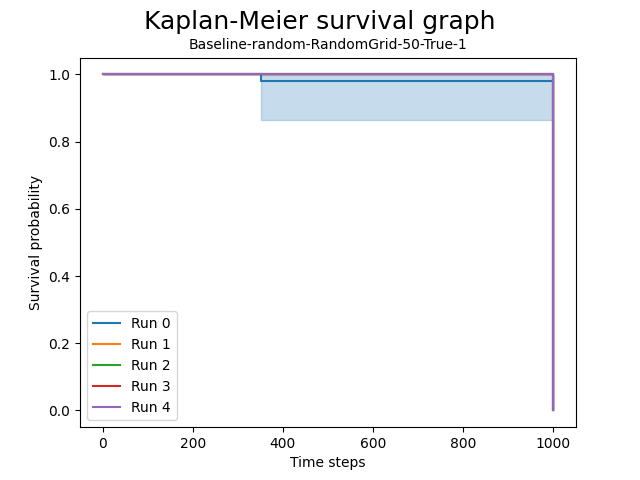 Kaplan-Meier survival graph
Baseline-random-RandomGrid-50-True-1
1.0
0.8
0.6
0.4
0.2
0.0
Survival probability
Run 0
Run 1
Run 2
Run 3
Run 4
0 200 400 600 800 1000
Time steps